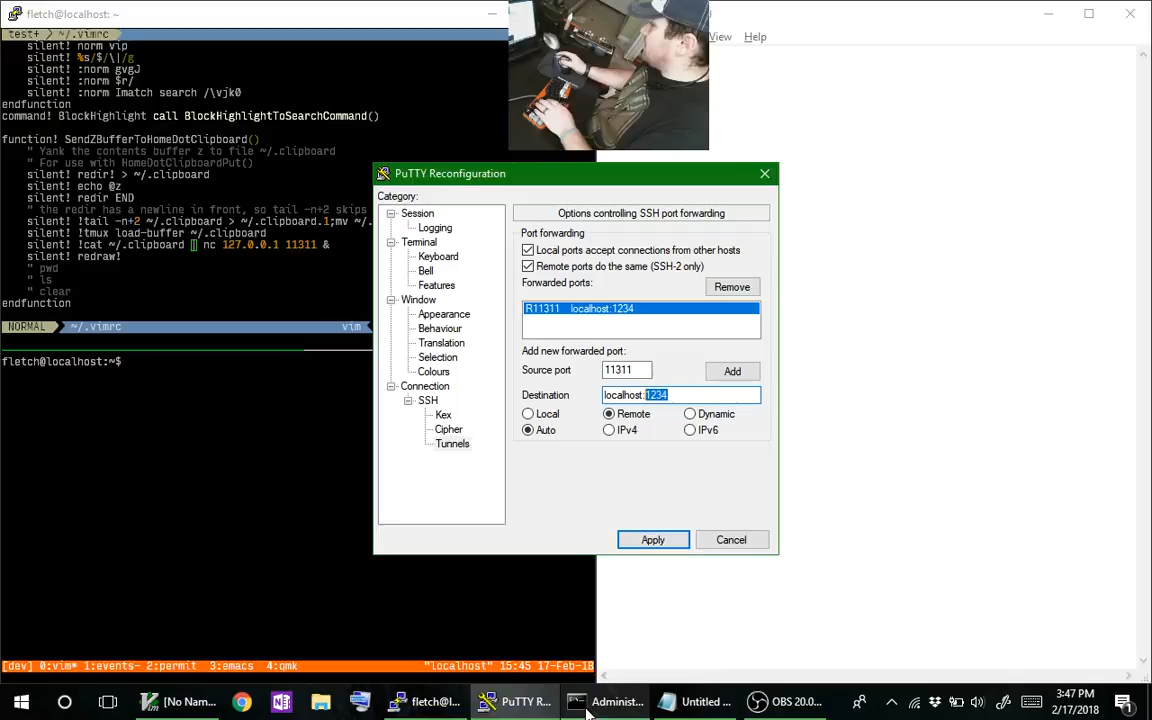 fletch@localhost: ~
test+ > ~/.vimrc
silent! norm vip
silent! %s/$/\|/g
silent! :norm gvgJ
silent! :norm $r/
silent! :norm Imatch search /\vjk0
endfunction
command! BlockHighlight call BlockHighlightToSearchCommand()
function! SendZBufferToHomeDotClipboard()
" Yank the contents buffer z to file ~/.clipboard
" For use with HomeDotClipboardPut()
silent! redir! > ~/.clipboard
silent! echo @z
silent! redir END
" the redir has a newline in front, so tail -n+2 skips
silent! !tail -n+2 ~/.clipboard > ~/.clipboard.1;mv ~/.
silent! !tmux load-buffer ~/.clipboard
silent! !cat ~/.clipboard | nc 127.0.0.1 11311 &
silent! redraw!
" pwd
" ls
" clear
endfunction
NORMAL ~/.vimrc vim
fletch@localhost:~$
[dev] 0:vim* 1:events- 2:permit 3:emacs 4:qmk "localhost" 15:45 17-Feb-18
View Help
PuTTY Reconfiguration
Category:
Session
Logging
Terminal
Keyboard
Bell
Features
Window
Appearance
Behaviour
Translation
Selection
Colours
Connection
SSH
Kex
Cipher
Tunnels
Options controlling SSH port forwarding
Port forwarding
Local ports accept connections from other hosts
Remote ports do the same (SSH-2 only)
Forwarded ports:
Remove
R11311 localhost:1234
Add new forwarded port:
Source port 11311 Add
Destination localhost:1234
Local Remote Dynamic
Auto IPv4 IPv6
Apply Cancel
[No Nam... fletch@l... PuTTY R... Administ... Untitled ... OBS 20.0...
3:47 PM
2/17/2018
1